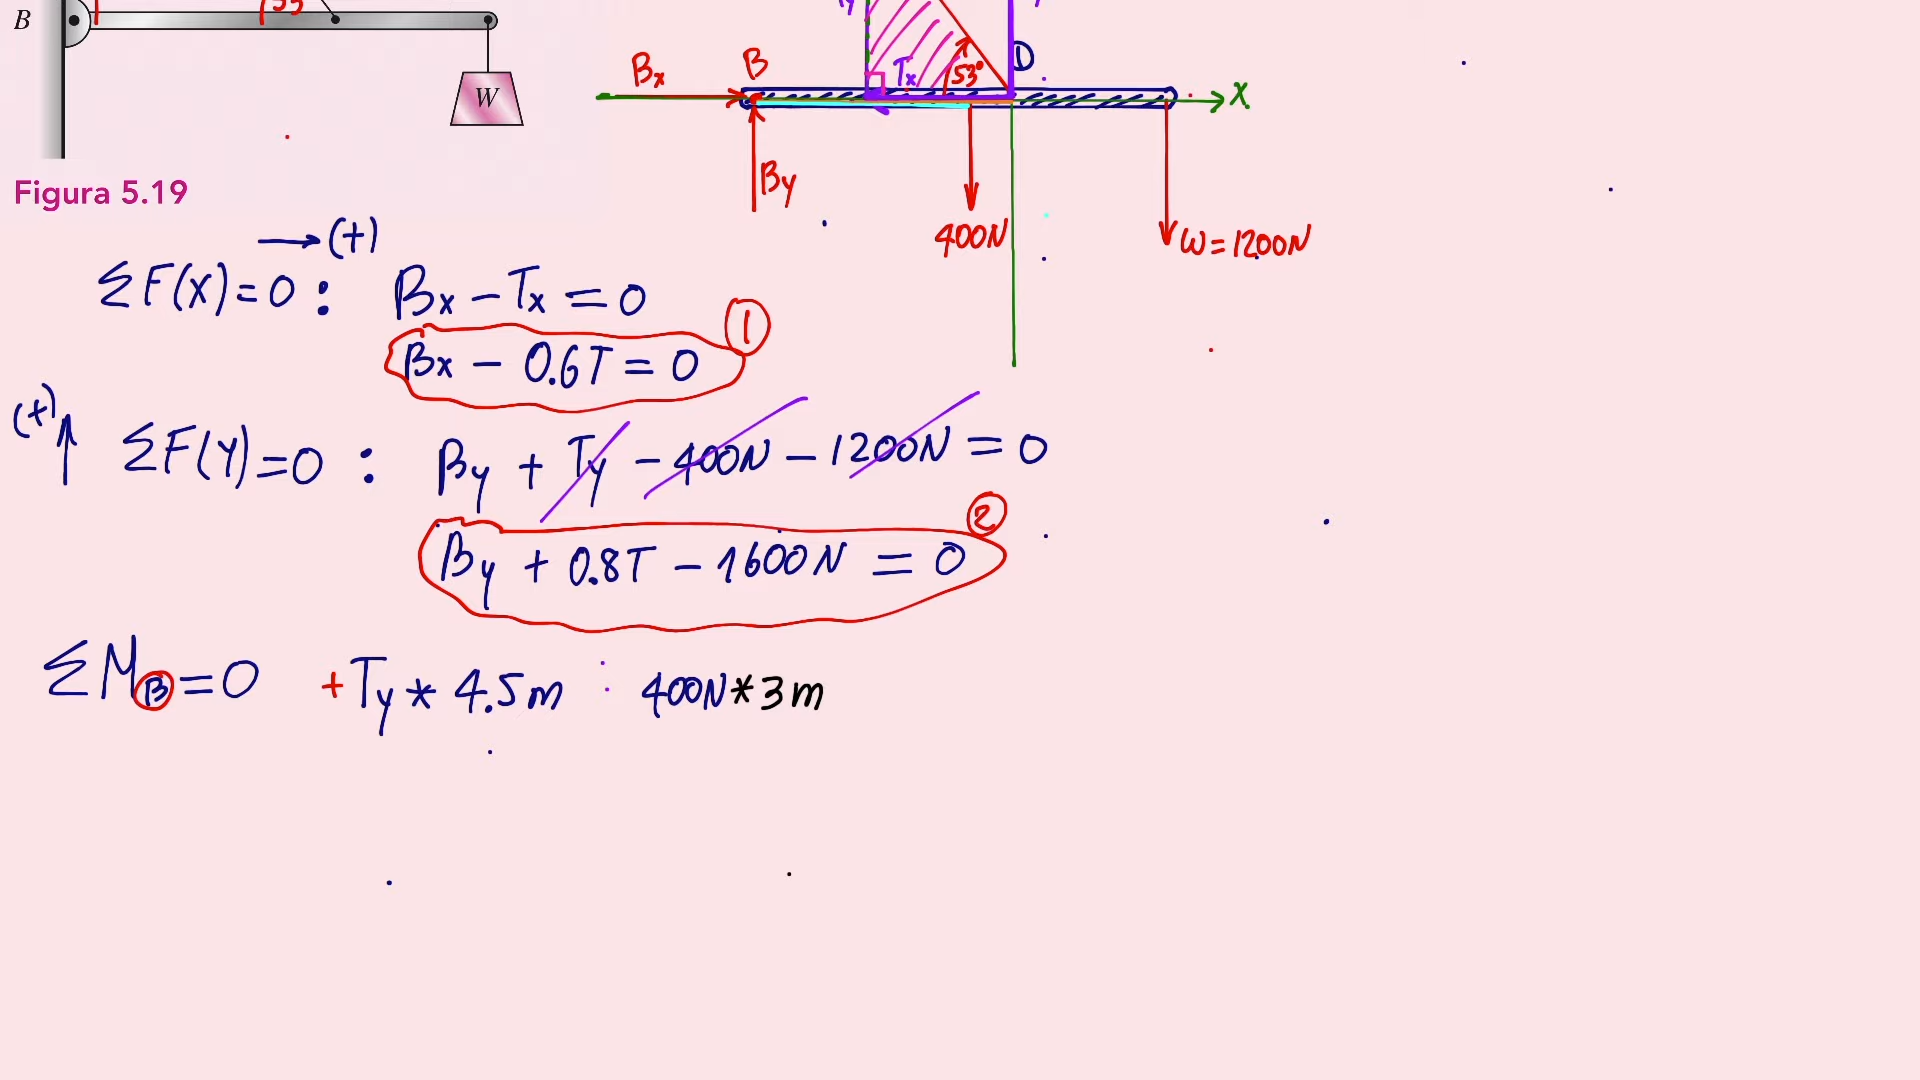 B
53
W
Figura 5.19
Bx
B
Tx
53°
D
X
By
400N
W = 1200N
→ (+)
ΣF(X) = 0 : Bx − Tx = 0
Bx − 0.6T = 0
1
(+) ↑
ΣF(Y) = 0 : By + Ty − 400N − 1200N = 0
By + 0.8T − 1600N = 0
2
ΣM B = 0 + Ty * 4.5m 400N * 3m